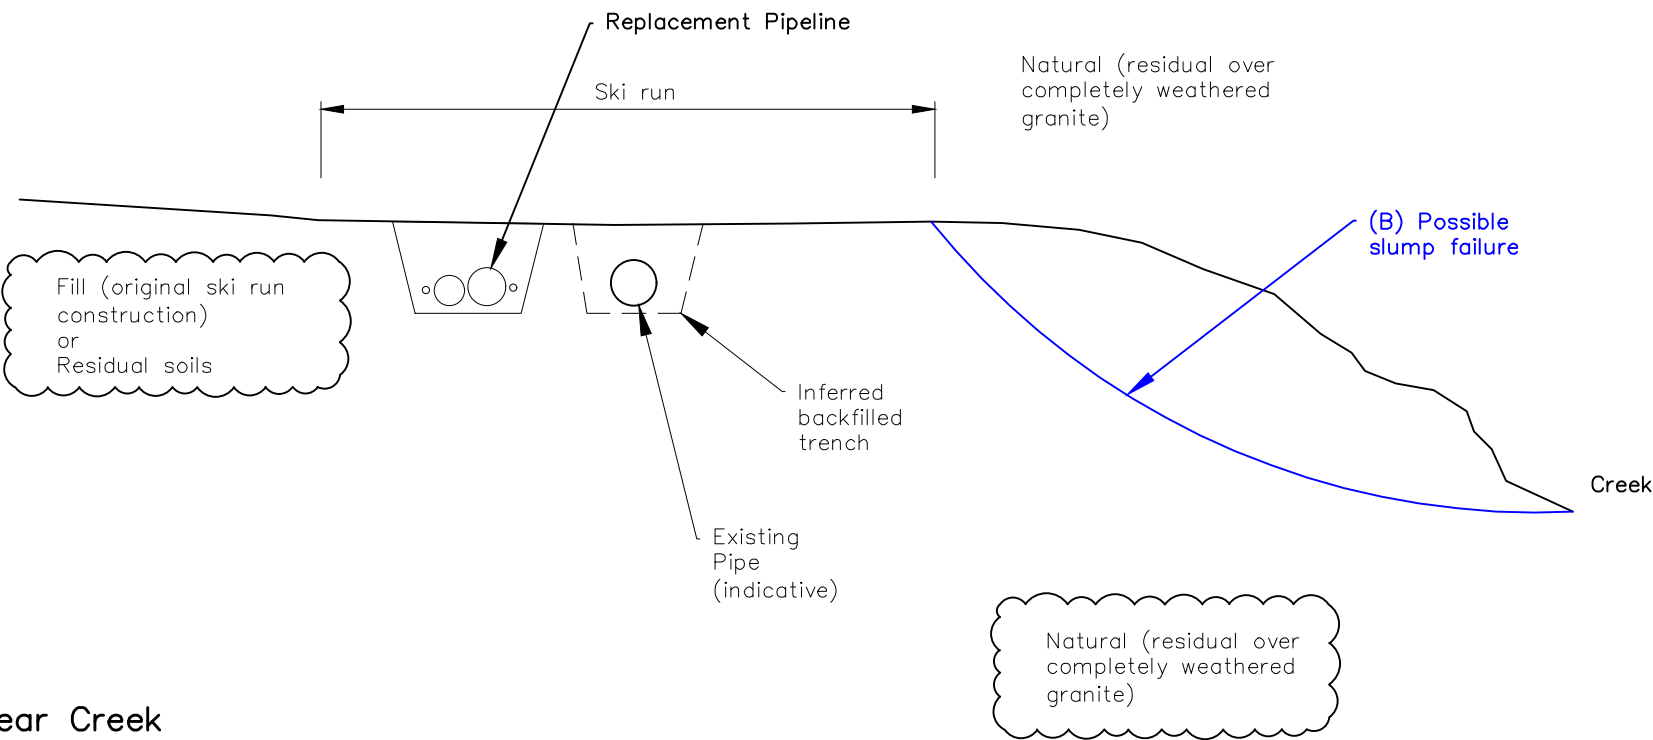 Replacement Pipeline
Ski run
Natural (residual over
completely weathered
granite)
(B) Possible
slump failure
Fill (original ski run
construction)
or
Residual soils
Inferred
backfilled
trench
Creek
Existing
Pipe
(indicative)
Natural (residual over
completely weathered
granite)
ear Creek